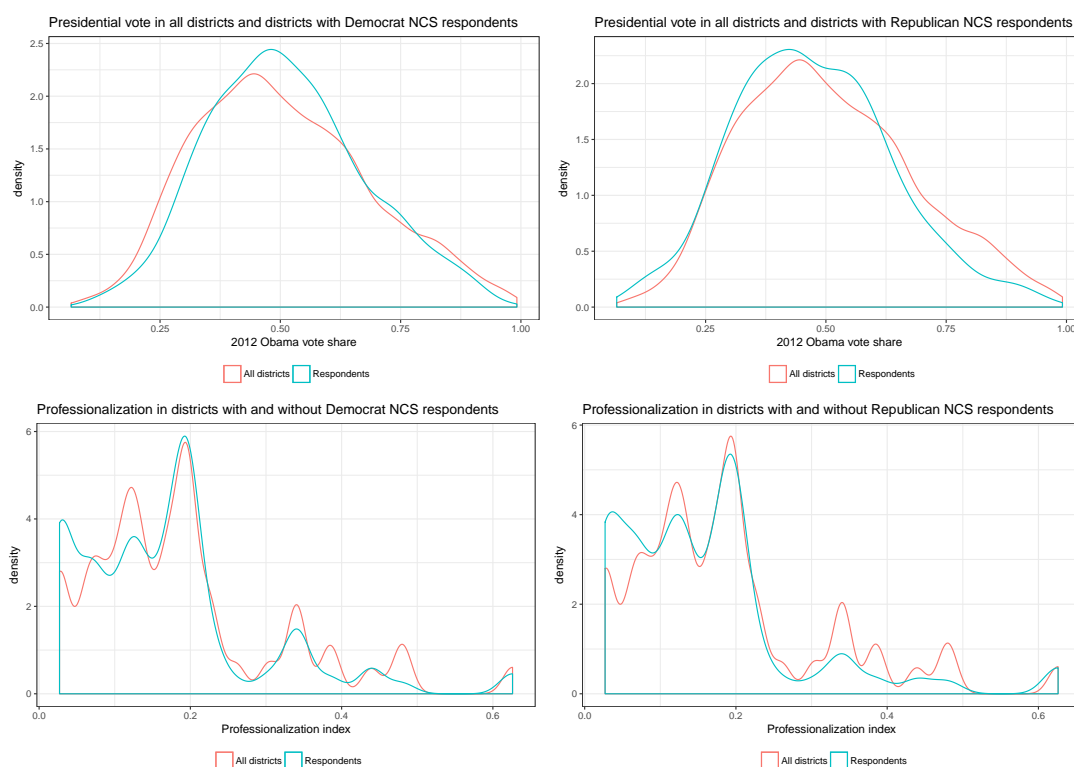 Presidential vote in all districts and districts with Democrat NCS respondents
2.5
2.0
1.5
1.0
0.5
0.0
density
0.25
0.50
0.75
1.00
2012 Obama vote share
All districts
Respondents
Presidential vote in all districts and districts with Republican NCS respondents
2.0
1.5
1.0
0.5
0.0
density
0.25
0.50
0.75
1.00
2012 Obama vote share
All districts
Respondents
Professionalization in districts with and without Democrat NCS respondents
6
4
2
0
density
0.0
0.2
0.4
0.6
Professionalization index
All districts
Respondents
Professionalization in districts with and without Republican NCS respondents
6
4
2
0
density
0.0
0.2
0.4
0.6
Professionalization index
All districts
Respondents